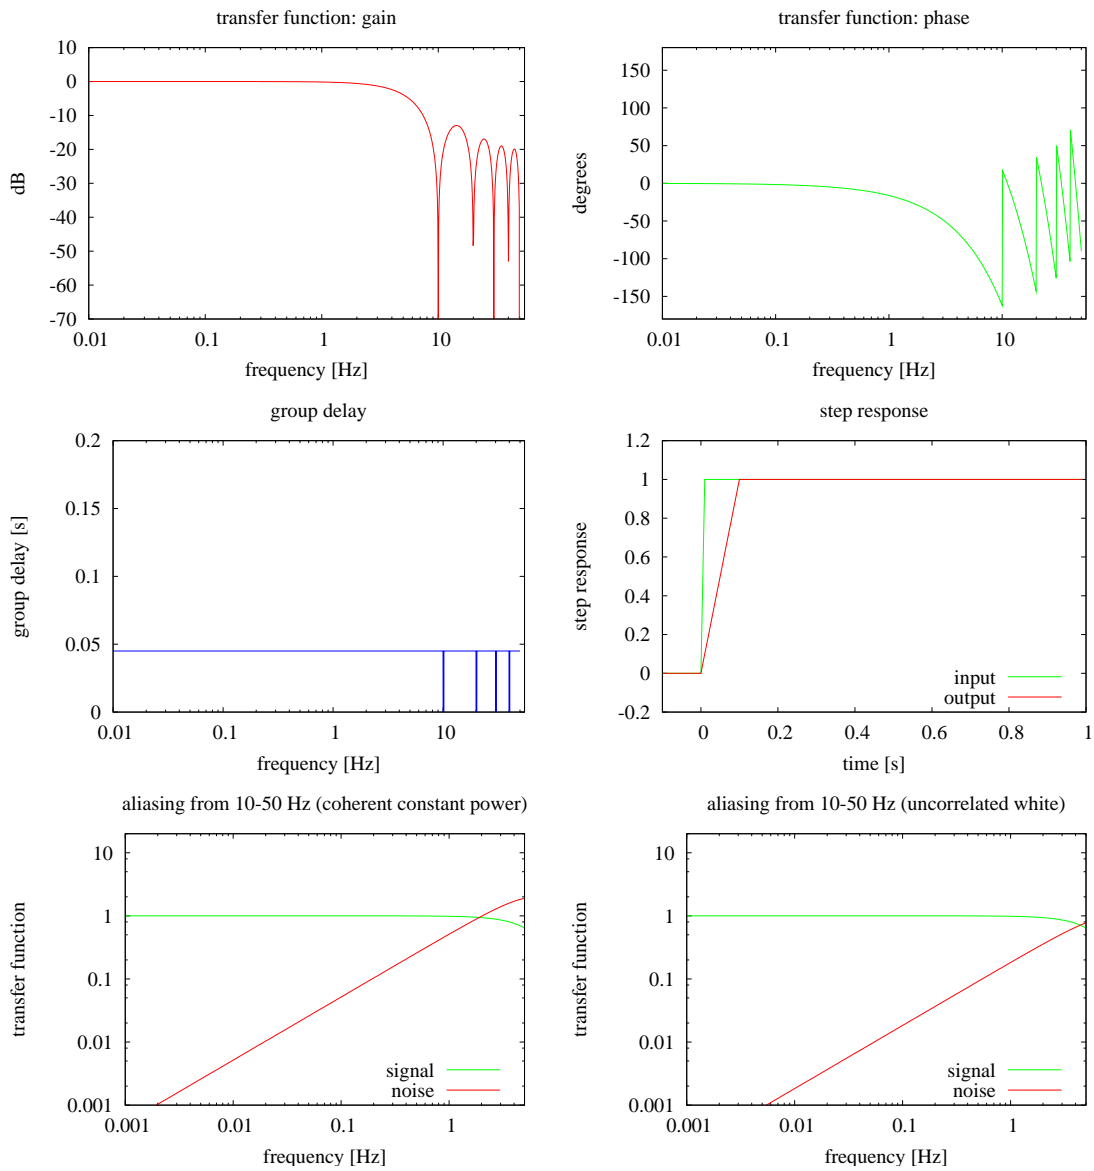 transfer function: gain
10
0
-10
-20
-30
-40
-50
-60
-70
dB
0.01 0.1 1 10
frequency [Hz]
transfer function: phase
150
100
50
0
-50
-100
-150
degrees
0.01 0.1 1 10
frequency [Hz]
group delay
0.2
0.15
0.1
0.05
0
group delay [s]
0.01 0.1 1 10
frequency [Hz]
step response
1.2
1
0.8
0.6
0.4
0.2
0
-0.2
step response
input
output
0 0.2 0.4 0.6 0.8 1
time [s]
aliasing from 10-50 Hz (coherent constant power)
10
1
0.1
0.01
0.001
transfer function
signal
noise
0.001 0.01 0.1 1
frequency [Hz]
aliasing from 10-50 Hz (uncorrelated white)
10
1
0.1
0.01
0.001
transfer function
signal
noise
0.001 0.01 0.1 1
frequency [Hz]